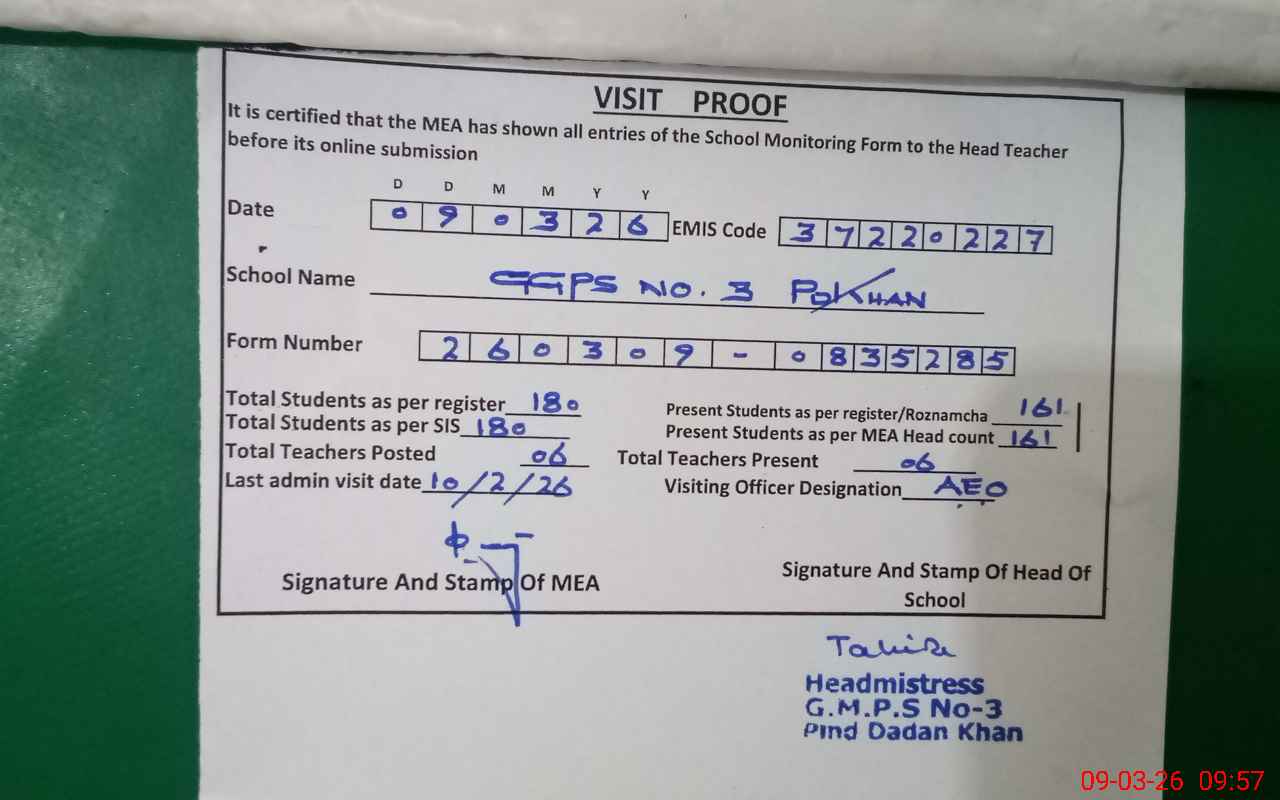 VISIT PROOF
It is certified that the MEA has shown all entries of the School Monitoring Form to the Head Teacher
before its online submission
D D M M Y Y
Date 0 9 0 3 2 6 EMIS Code 3 7 2 2 0 2 2 7
School Name GGPS NO. 3 PDKHAN
Form Number 2 6 0 3 0 9 - 0 8 3 5 2 8 5
Total Students as per register 180 Present Students as per register/Roznamcha 161
Total Students as per SIS 180 Present Students as per MEA Head count 161
Total Teachers Posted 06 Total Teachers Present 06
Last admin visit date 10/2/26 Visiting Officer Designation AEO
Signature And Stamp Of MEA
Signature And Stamp Of Head Of
School
Tahira
Headmistress
G.M.P.S No-3
Pind Dadan Khan
09-03-26 09:57